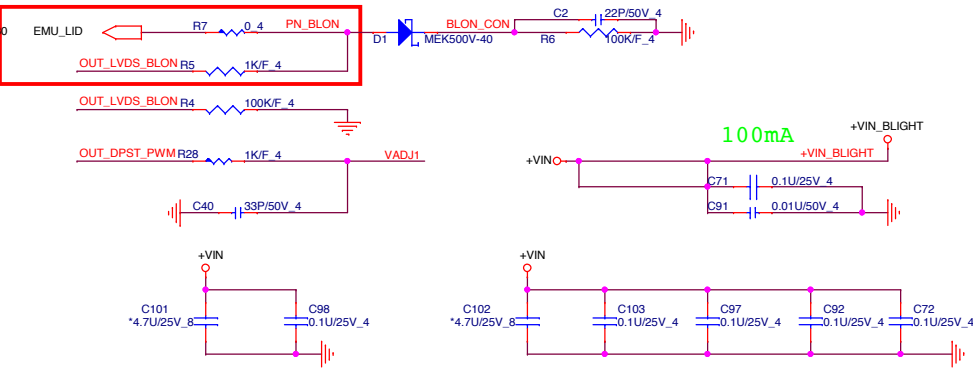 0 EMU_LID R7 0_4 PN_BLON D1 MEK500V-40 BLON_CON C2 22P/50V_4
R6 100K/F_4
OUT_LVDS_BLON R5 1K/F_4
OUT_LVDS_BLON R4 100K/F_4
100mA
+VIN_BLIGHT
OUT_DPST_PWM R28 1K/F_4 VADJ1
+VIN +VIN_BLIGHT
C71 0.1U/25V_4
C40 33P/50V_4
C91 0.01U/50V_4
+VIN
+VIN
C101 *4.7U/25V_8
C98 0.1U/25V_4
C102 *4.7U/25V_8
C103 0.1U/25V_4
C97 0.1U/25V_4
C92 0.1U/25V_4
C72 0.1U/25V_4